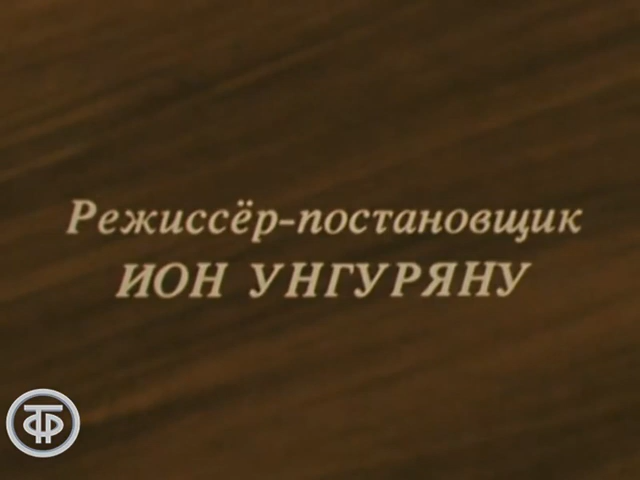 Режиссёр-постановщик
ИОН УНГУРЯНУ